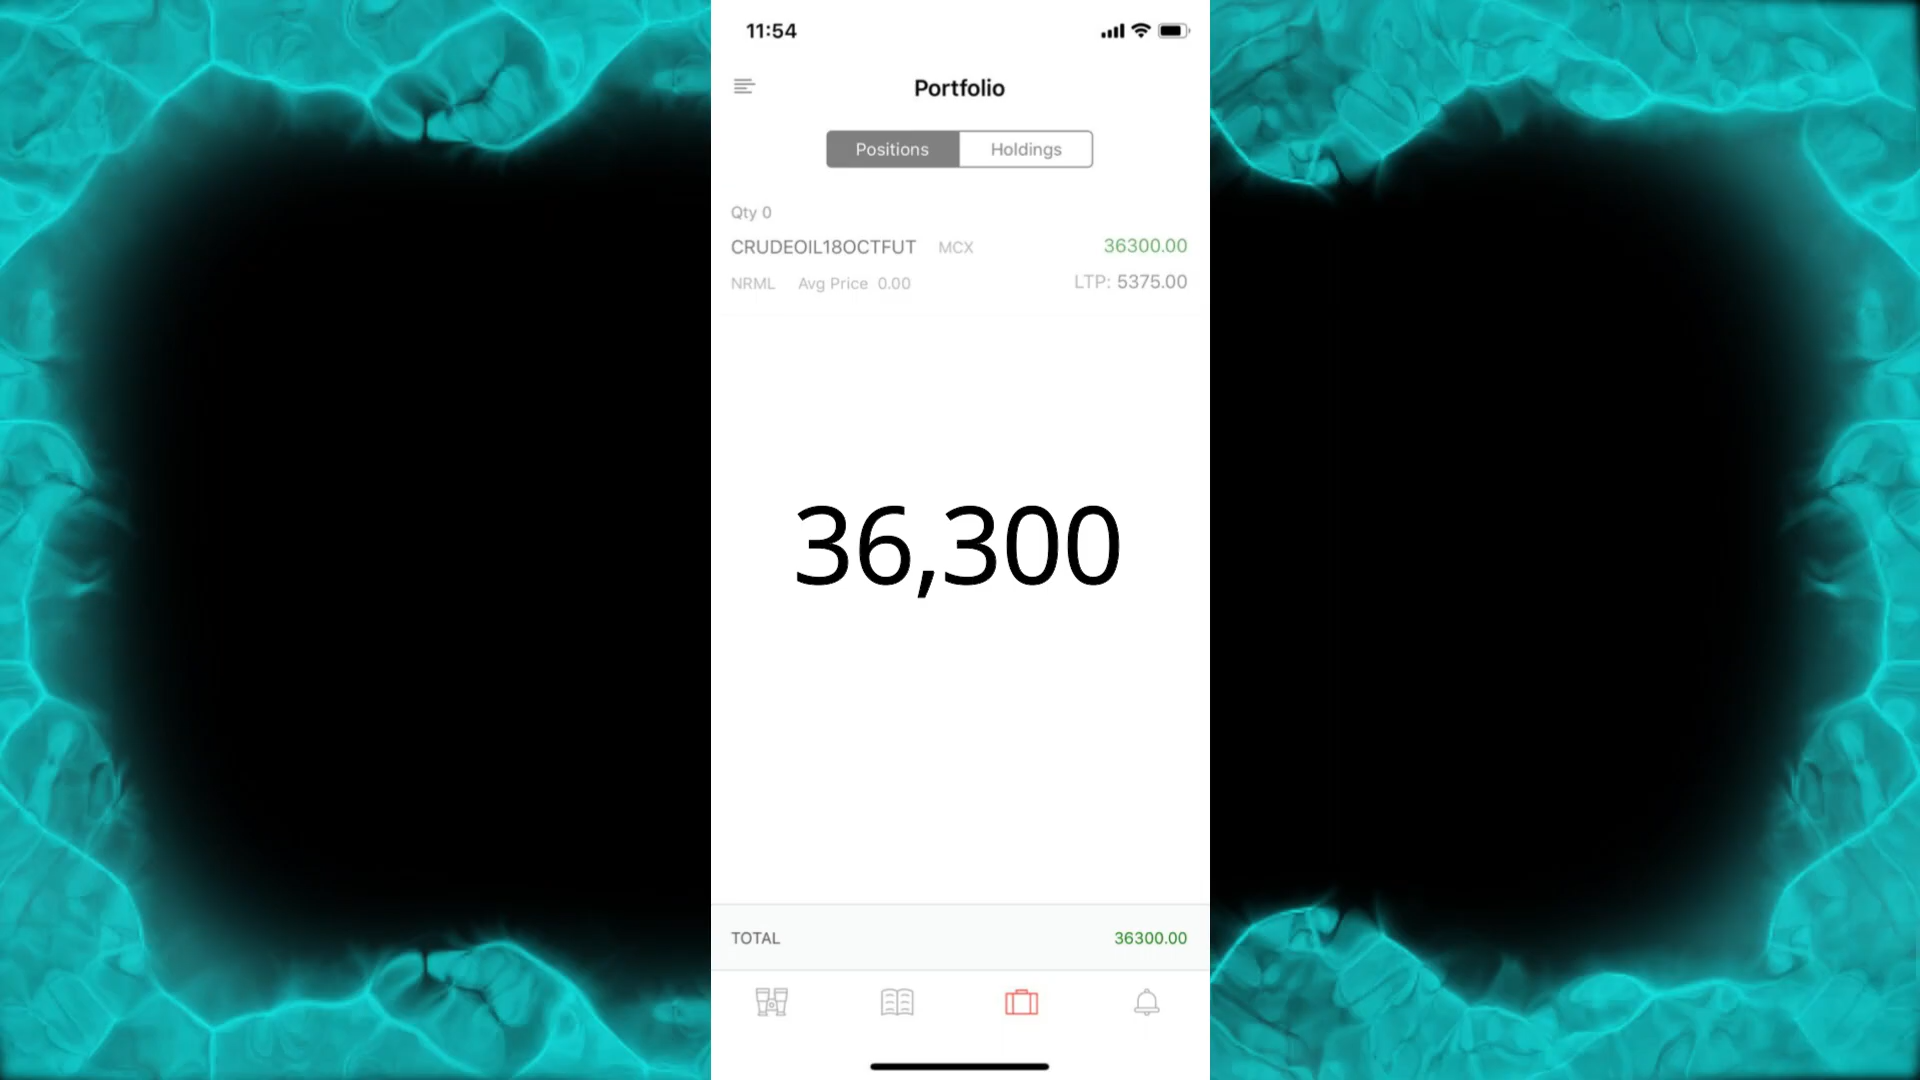 11:54
Portfolio
Positions Holdings
Qty 0
CRUDEOIL18OCTFUT MCX 36300.00
NRML Avg Price 0.00 LTP: 5375.00
36,300
TOTAL 36300.00